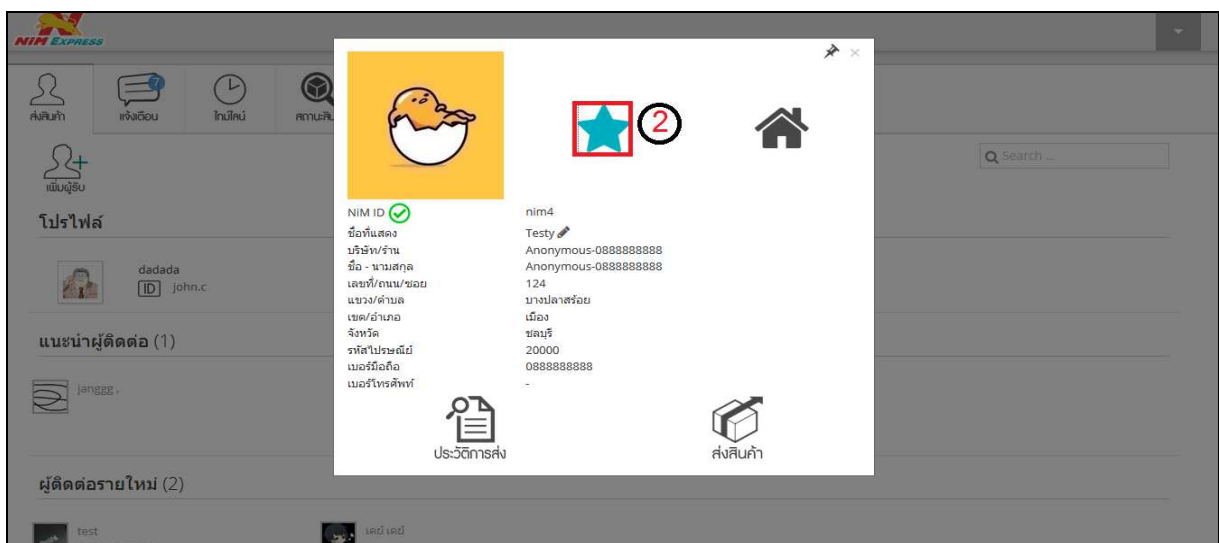 NiM EXPRESS
ส่งสินค้า
แจ้งเตือน 7
ไทม์ไลน์
สถานะสิน
เพิ่มผู้รับ
Search ...
โปรไฟล์
dadada
ID john.c
แนะนำผู้ติดต่อ (1)
janggg .
ผู้ติดต่อรายใหม่ (2)
test
เดย์ เดย์
2
NiM ID nim4
ชื่อที่แสดง Testy
บริษัท/ร้าน Anonymous-0888888888
ชื่อ - นามสกุล Anonymous-0888888888
เลขที่/ถนน/ซอย 124
แขวง/ตำบล บางปลาสร้อย
เขต/อำเภอ เมือง
จังหวัด ชลบุรี
รหัสไปรษณีย์ 20000
เบอร์มือถือ 0888888888
เบอร์โทรศัพท์ -
ประวัติการส่ง
ส่งสินค้า